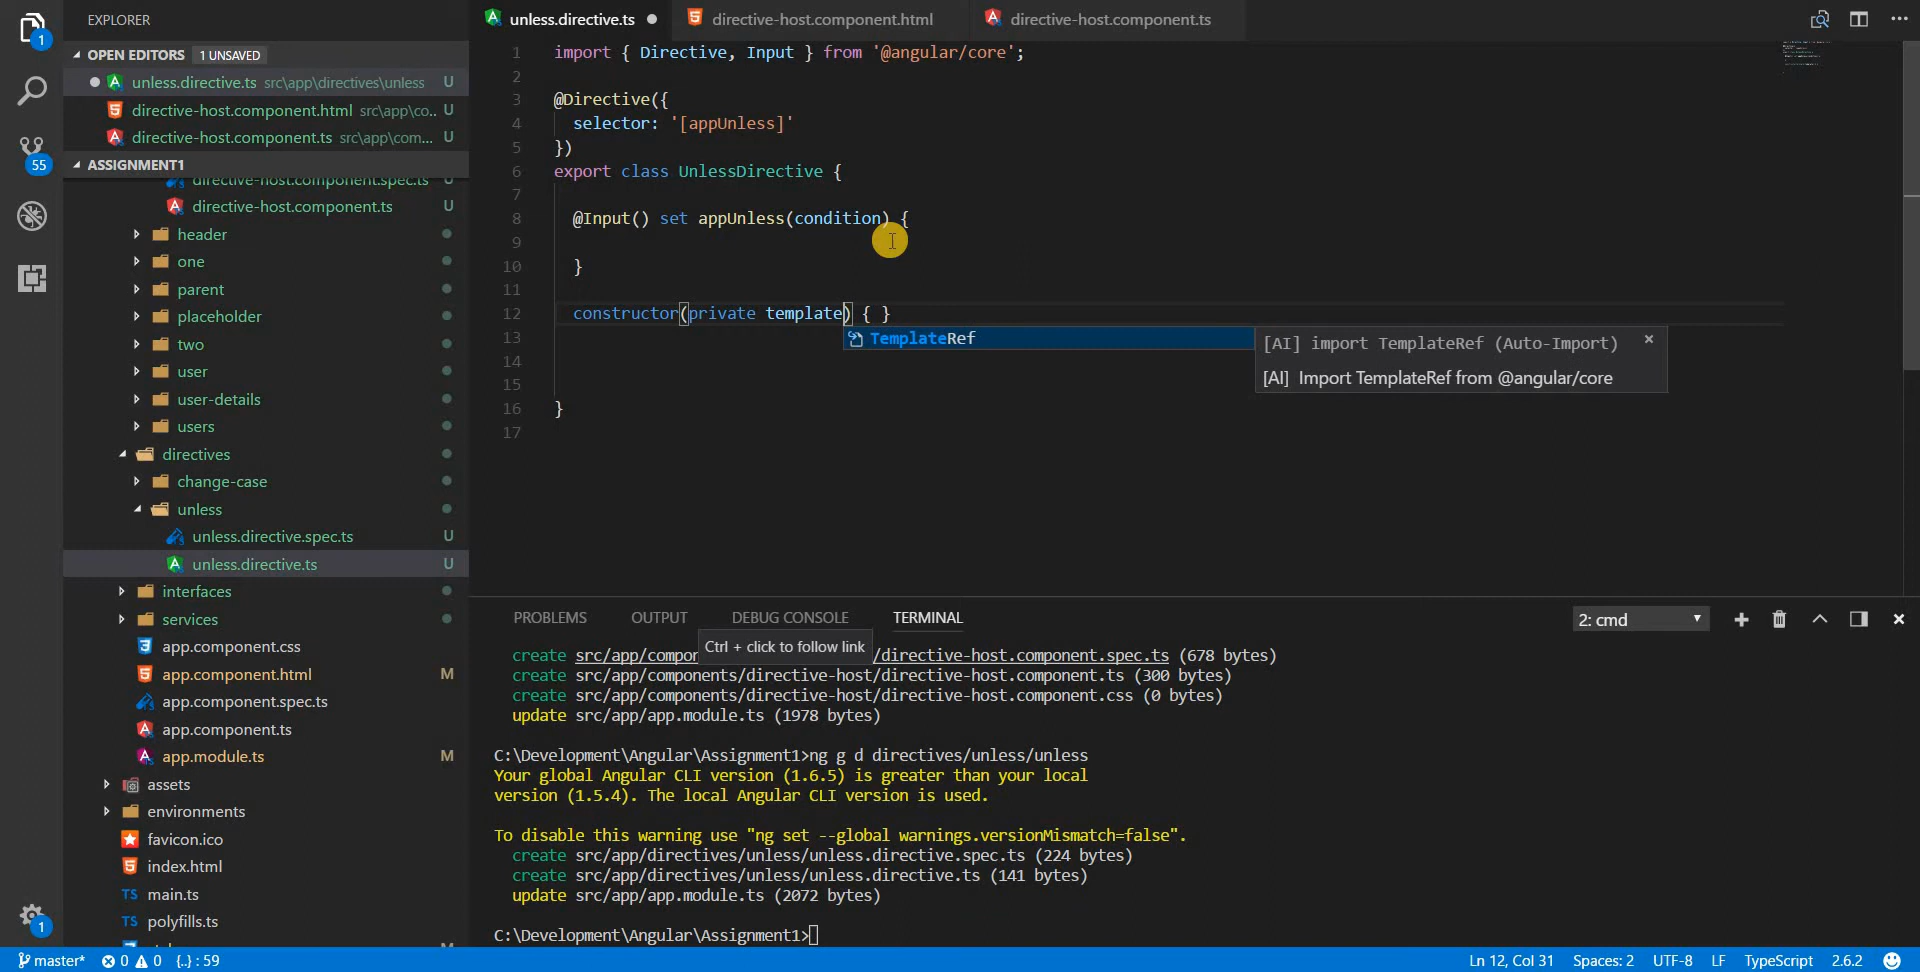 EXPLORER
1
OPEN EDITORS 1 UNSAVED
unless.directive.ts src\app\directives\unless U
directive-host.component.html src\app\co... U
directive-host.component.ts src\app\com... U
55
ASSIGNMENT1
directive-host.component.spec.ts U
directive-host.component.ts U
header
one
parent
placeholder
two
user
user-details
users
directives
change-case
unless
unless.directive.spec.ts U
unless.directive.ts U
interfaces
services
app.component.css
app.component.html M
app.component.spec.ts
app.component.ts
app.module.ts M
assets
environments
favicon.ico
index.html
TS main.ts
TS polyfills.ts
1
unless.directive.ts directive-host.component.html directive-host.component.ts
1 import { Directive, Input } from '@angular/core';
2
3 @Directive({
4 selector: '[appUnless]'
5 })
6 export class UnlessDirective {
7
8 @Input() set appUnless(condition) {
9
10 }
11
12 constructor(private template) { }
13 TemplateRef [AI] import TemplateRef (Auto-Import) ×
14 [AI] Import TemplateRef from @angular/core
15
16 }
17
PROBLEMS OUTPUT DEBUG CONSOLE TERMINAL 2: cmd
Ctrl + click to follow link
create src/app/compon /directive-host.component.spec.ts (678 bytes)
create src/app/components/directive-host/directive-host.component.ts (300 bytes)
create src/app/components/directive-host/directive-host.component.css (0 bytes)
update src/app/app.module.ts (1978 bytes)
C:\Development\Angular\Assignment1>ng g d directives/unless/unless
Your global Angular CLI version (1.6.5) is greater than your local
version (1.5.4). The local Angular CLI version is used.
To disable this warning use "ng set --global warnings.versionMismatch=false".
create src/app/directives/unless/unless.directive.spec.ts (224 bytes)
create src/app/directives/unless/unless.directive.ts (141 bytes)
update src/app/app.module.ts (2072 bytes)
C:\Development\Angular\Assignment1>
master* 0 0 {..} : 59 Ln 12, Col 31 Spaces: 2 UTF-8 LF TypeScript 2.6.2